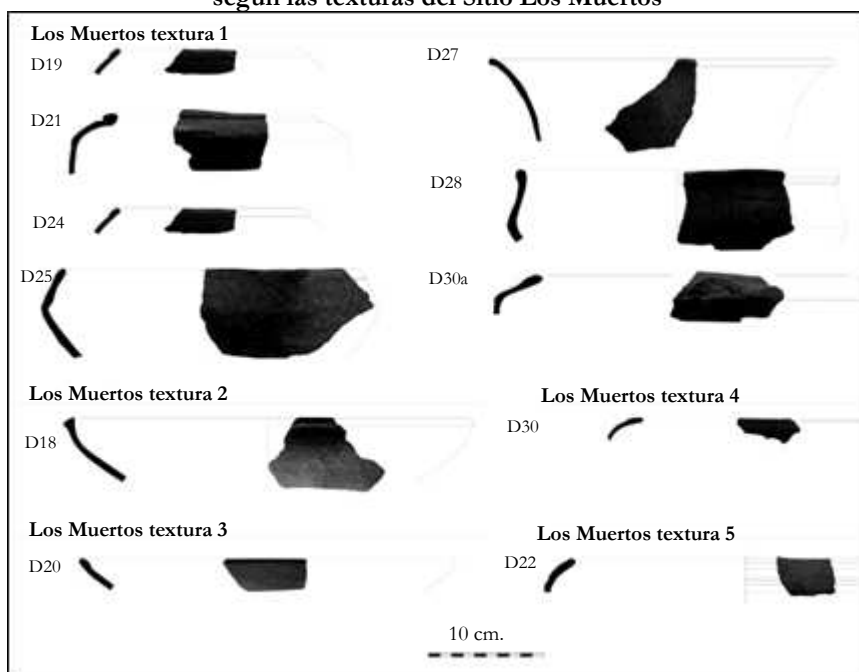 según las texturas del Sitio Los Muertos
Los Muertos textura 1
D19
D21
D24
D25
D27
D28
D30a
Los Muertos textura 2
D18
Los Muertos textura 4
D30
Los Muertos textura 3
D20
Los Muertos textura 5
D22
10 cm.